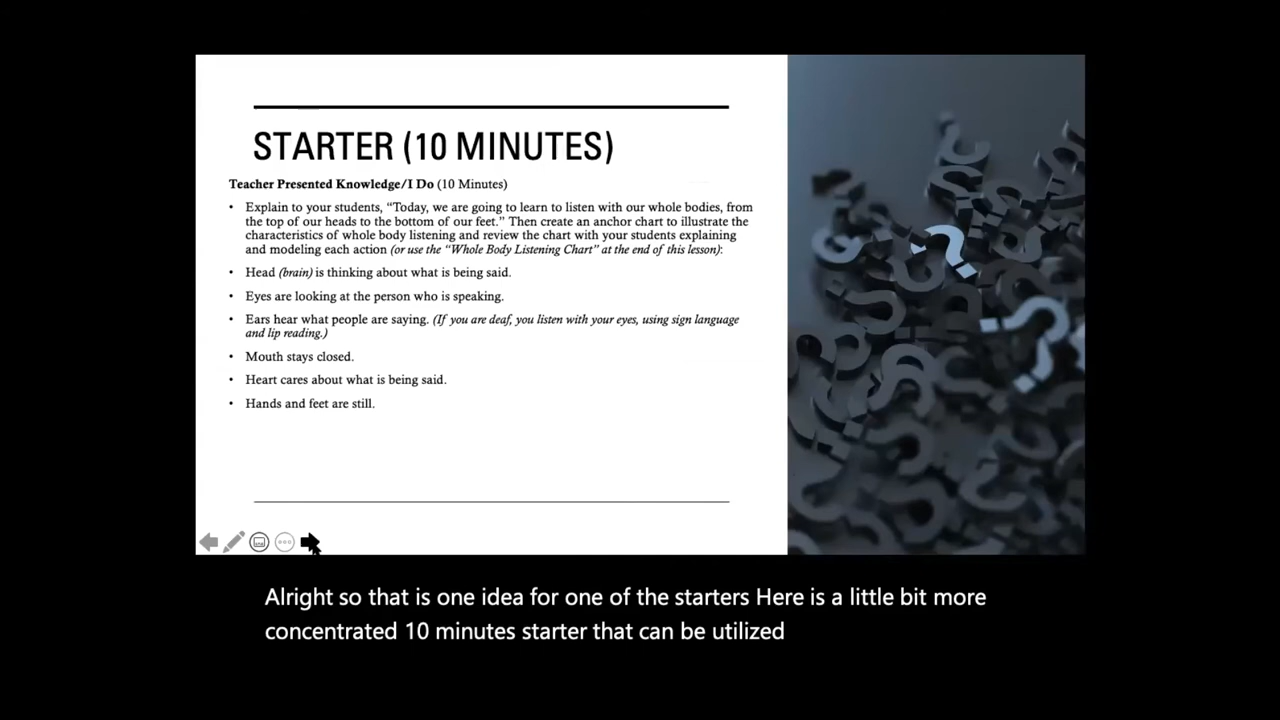 STARTER (10 MINUTES)
Teacher Presented Knowledge/I Do (10 Minutes)
• Explain to your students, “Today, we are going to learn to listen with our whole bodies, from
the top of our heads to the bottom of our feet.” Then create an anchor chart to illustrate the
characteristics of whole body listening and review the chart with your students explaining
and modeling each action (or use the “Whole Body Listening Chart” at the end of this lesson):
• Head (brain) is thinking about what is being said.
• Eyes are looking at the person who is speaking.
• Ears hear what people are saying. (If you are deaf, you listen with your eyes, using sign language
and lip reading.)
• Mouth stays closed.
• Heart cares about what is being said.
• Hands and feet are still.
Alright so that is one idea for one of the starters Here is a little bit more
concentrated 10 minutes starter that can be utilized